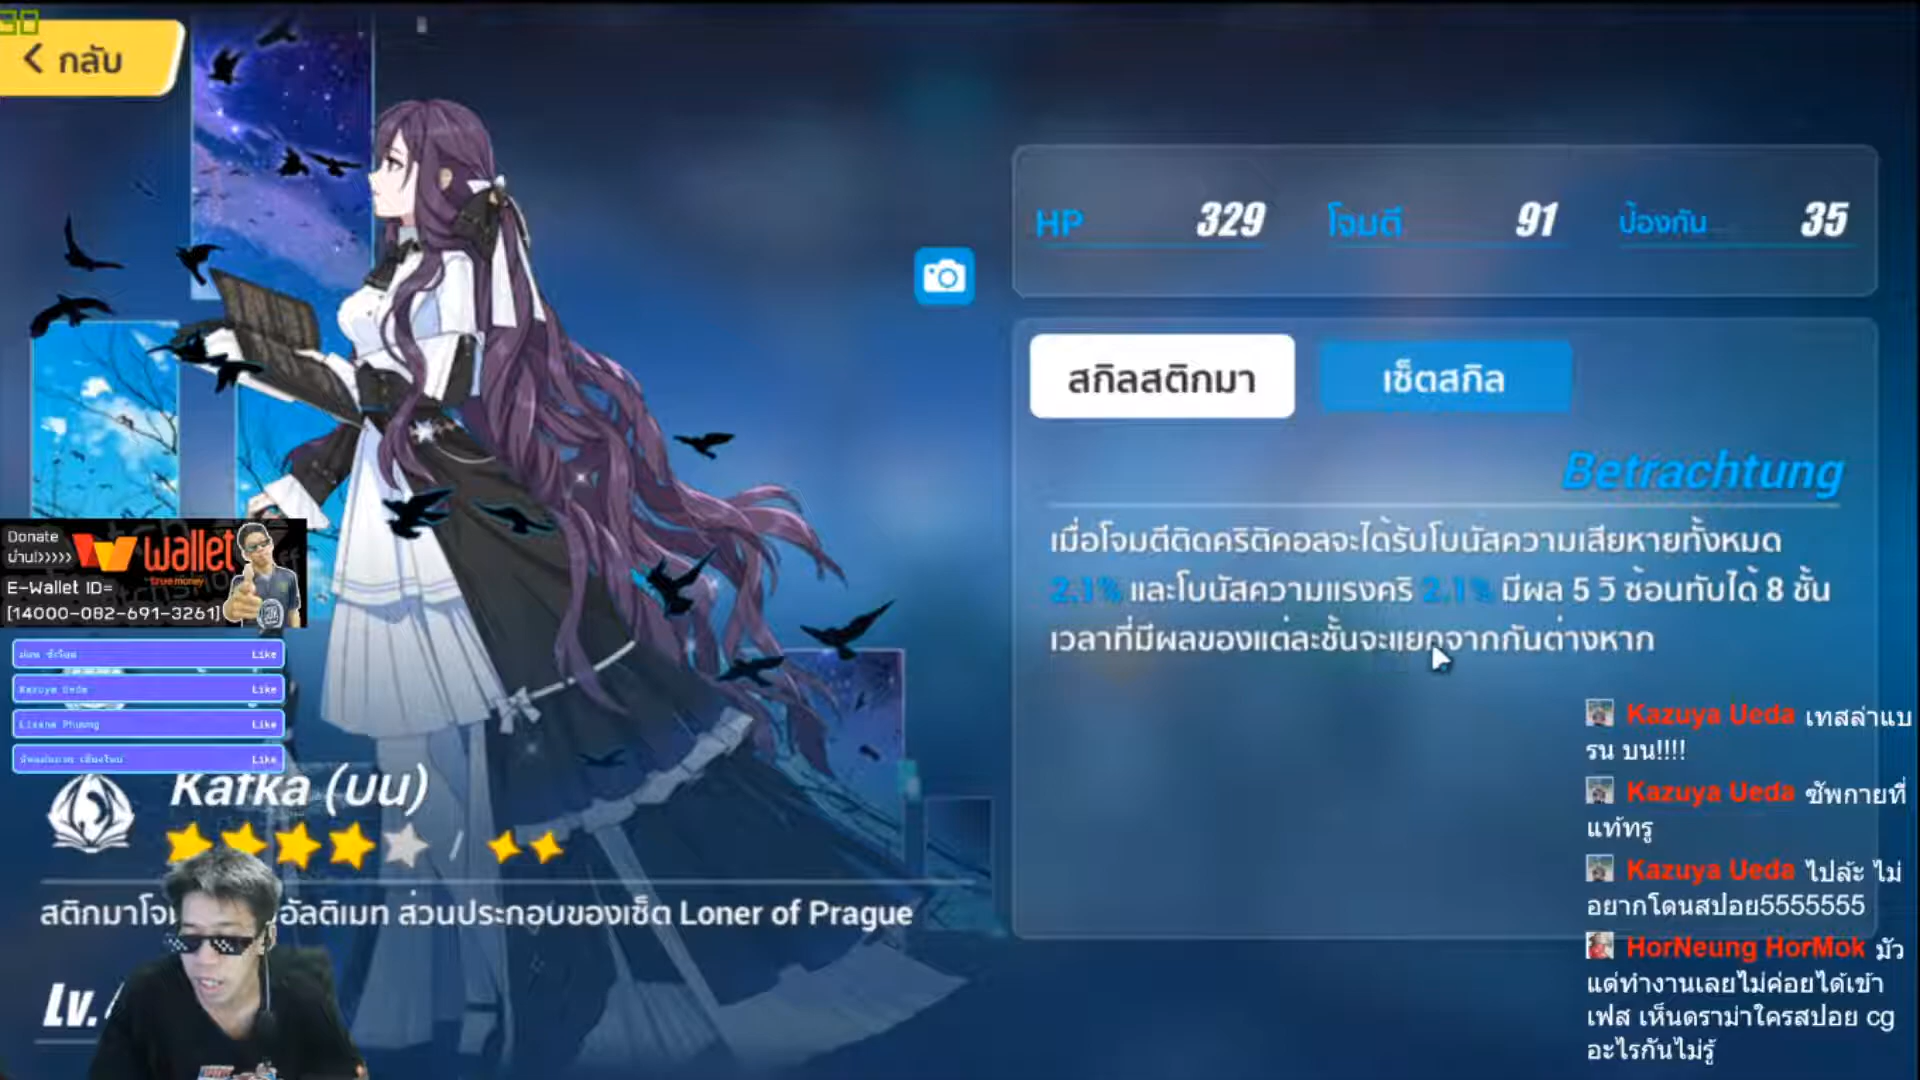 30
กลับ
HP 329 โจมตี 91 ป้องกัน 35
สกิลสติกมา เซ็ตสกิล
Betrachtung
เมื่อโจมตีติดคริติคอลจะได้รับโบนัสความเสียหายทั้งหมด
2.1% และโบนัสความแรงคริ 2.1% มีผล 5 วิ ซ้อนทับได้ 8 ชั้น
เวลาที่มีผลของแต่ละชั้นจะแยกจากกันต่างหาก
Donate
ผ่าน!>>>>>
wallet
true money
E-Wallet ID=
[14000-082-691-3261]
Like
Kazuya Ueda Like
Lisana Phuong Like
Like
Kafka (บน)
สติกมาโจม อัลติเมท ส่วนประกอบของเซ็ต Loner of Prague
Lv.
Kazuya Ueda เทสล่าแบ
รน บน!!!!
Kazuya Ueda ซัพกายที่
แท้ทรู
Kazuya Ueda ไปล้ะ ไม่
อยากโดนสปอย5555555
HorNeung HorMok มัว
แต่ทำงานเลยไม่ค่อยได้เข้า
เฟส เห็นดราม่าใครสปอย cg
อะไรกันไม่รู้